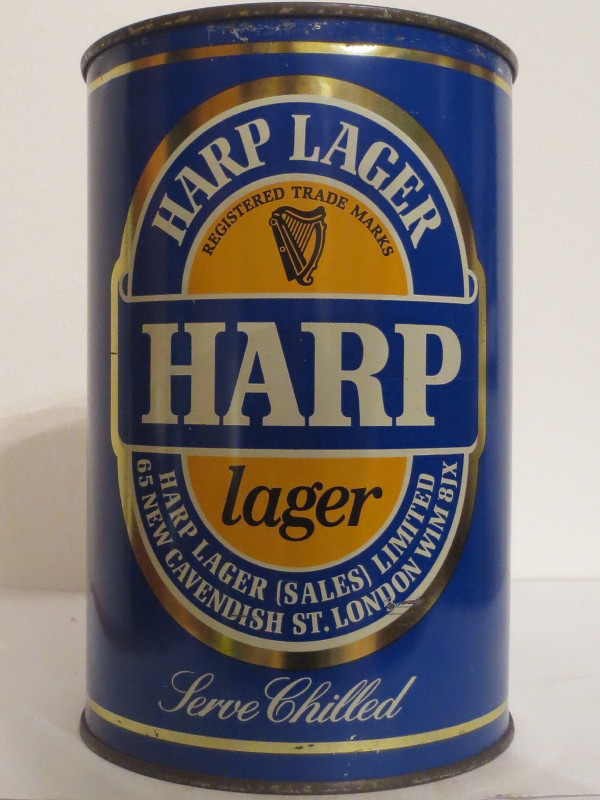 HARP LAGER
REGISTERED TRADE MARKS
HARP
lager
HARP LAGER (SALES) LIMITED
65 NEW CAVENDISH ST. LONDON W1M 8JX
Serve Chilled